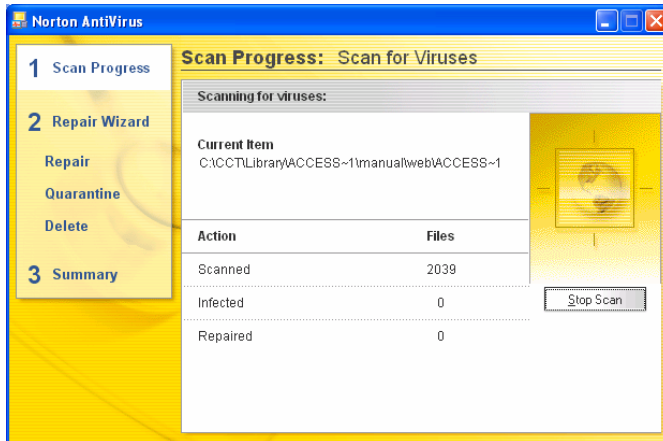 Norton AntiVirus
1 Scan Progress
2 Repair Wizard
Repair
Quarantine
Delete
3 Summary
Scan Progress: Scan for Viruses
Scanning for viruses:
Current Item
C:\CCT\Library\ACCESS~1\manual\web\ACCESS~1
Action Files
Scanned 2039
Infected 0
Repaired 0
Stop Scan